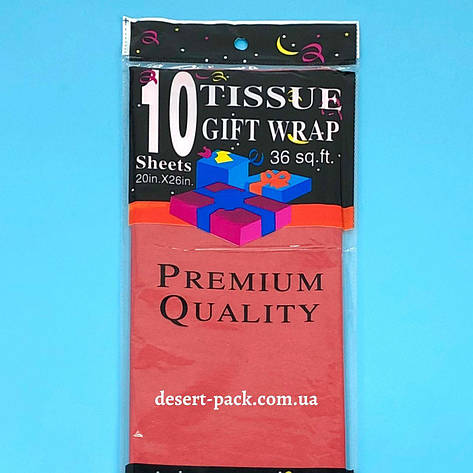 10 TISSUE
GIFT WRAP
Sheets 36 sq.ft.
20in.X26in.
PREMIUM
QUALITY
desert-pack.com.ua